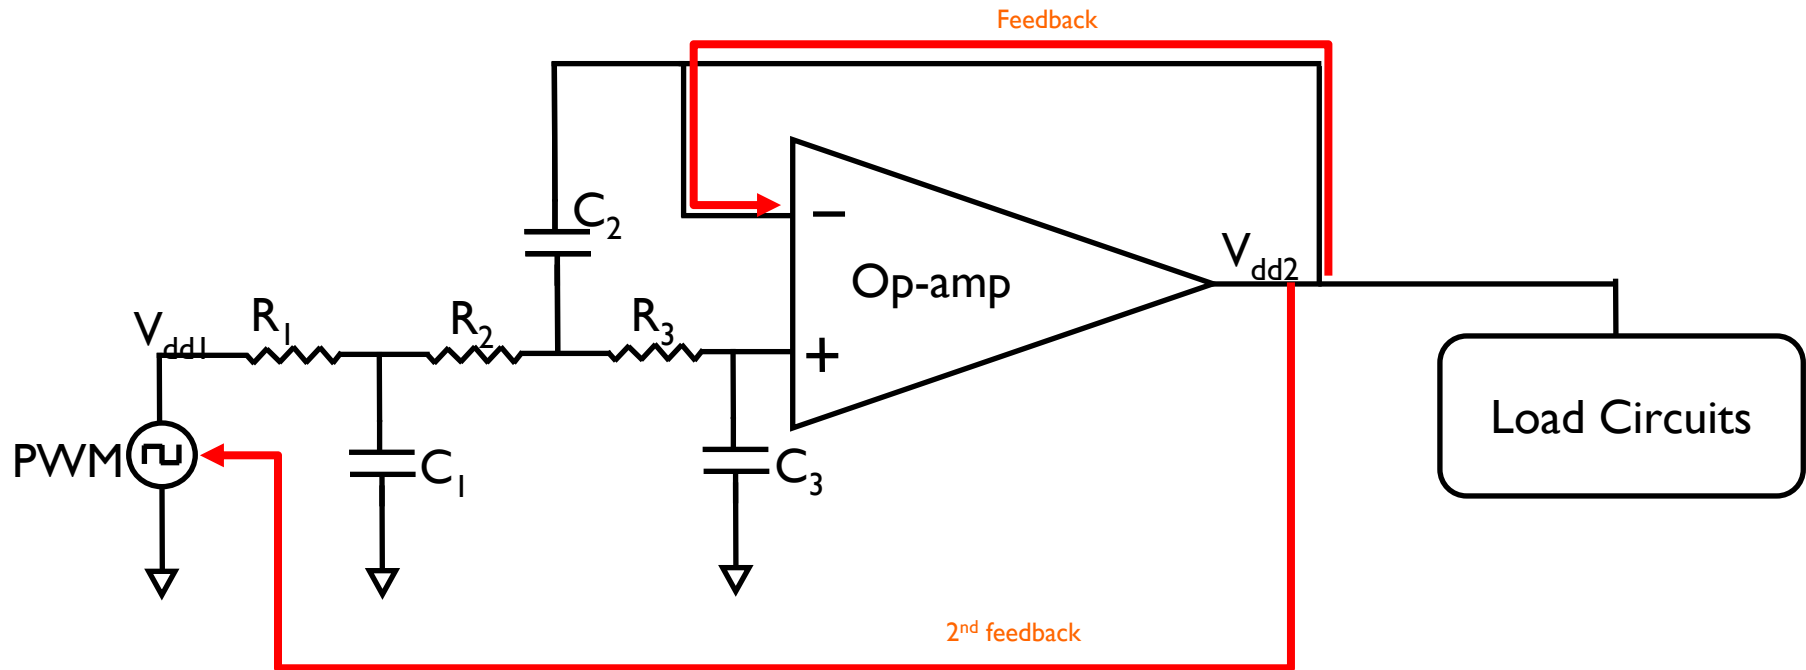 Feedback
C2
−
Vdd2
Op-amp
Vdd1
R1
R2
R3
+
Load Circuits
PWM
C1
C3
2nd feedback